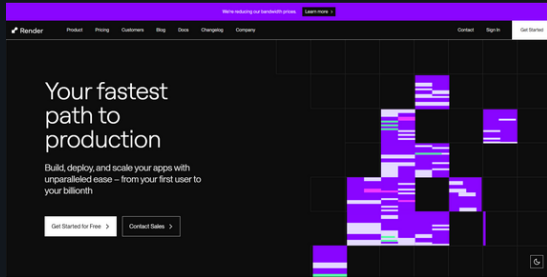 We're reducing our bandwidth prices Learn more >
Render Product Pricing Customers Blog Docs Changelog Company Contact Sign In Get Started
Your fastest
path to
production
Build, deploy, and scale your apps with
unparalleled ease – from your first user to
your billionth
Get Started for Free > Contact Sales >